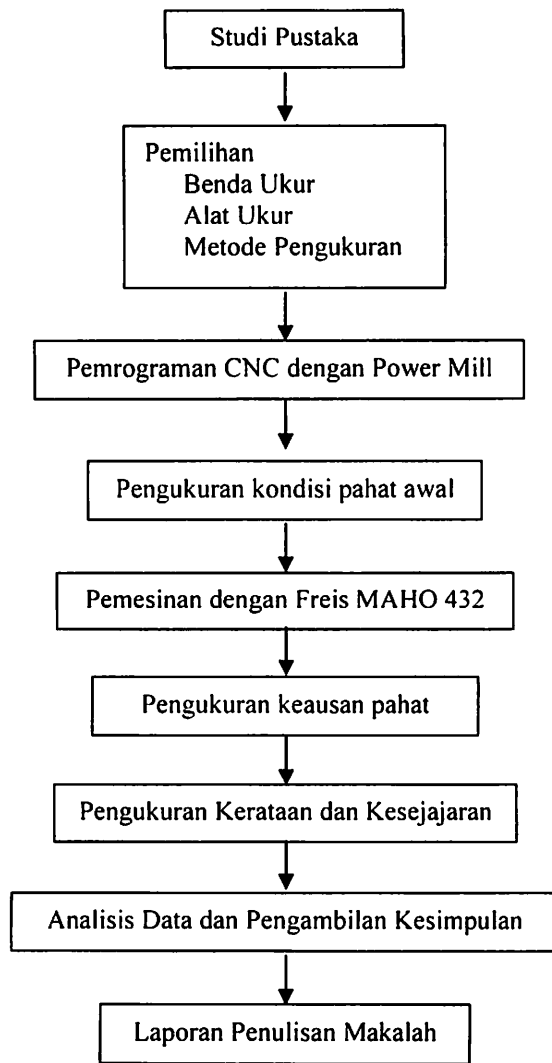 Studi Pustaka
Pemilihan
Benda Ukur
Alat Ukur
Metode Pengukuran
Pemrograman CNC dengan Power Mill
Pengukuran kondisi pahat awal
Pemesinan dengan Freis MAHO 432
Pengukuran keausan pahat
Pengukuran Kerataan dan Kesejajaran
Analisis Data dan Pengambilan Kesimpulan
Laporan Penulisan Makalah